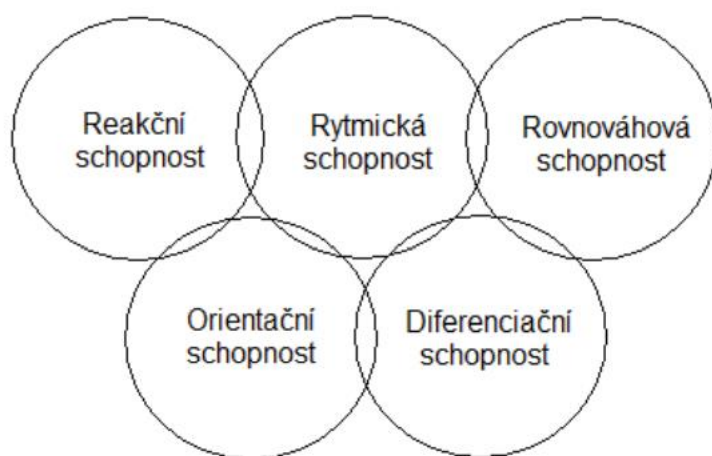 Reakční
schopnost
Rytmická
schopnost
Rovnováhová
schopnost
Orientační
schopnost
Diferenciační
schopnost